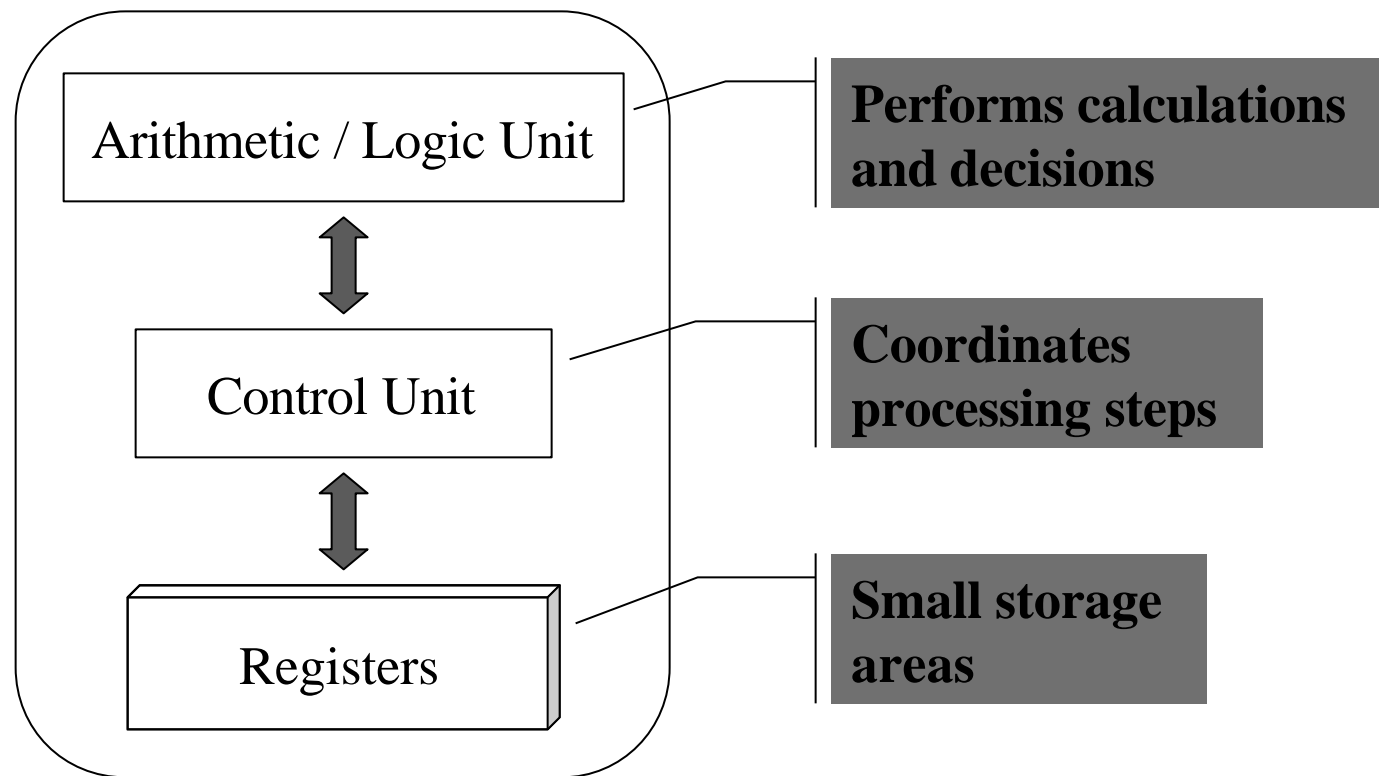 Arithmetic / Logic Unit
Performs calculations
and decisions
Control Unit
Coordinates
processing steps
Registers
Small storage
areas